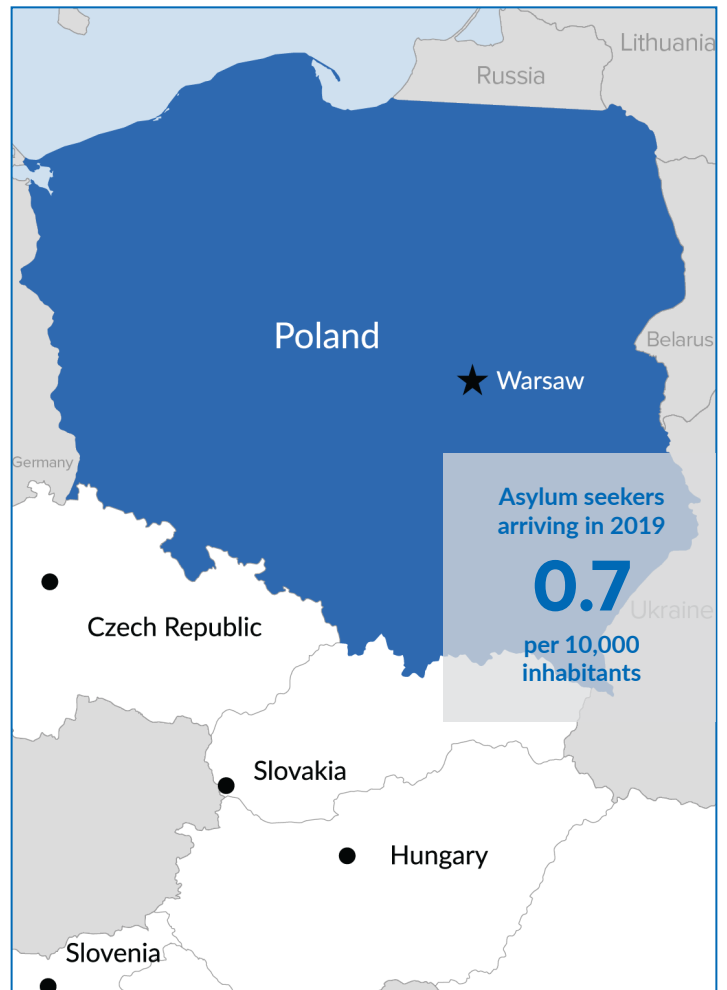 Lithuania
Russia
Poland
Belarus
Warsaw
Germany
Asylum seekers
arriving in 2019
0.7
Ukraine
per 10,000
inhabitants
Czech Republic
Slovakia
Hungary
Slovenia